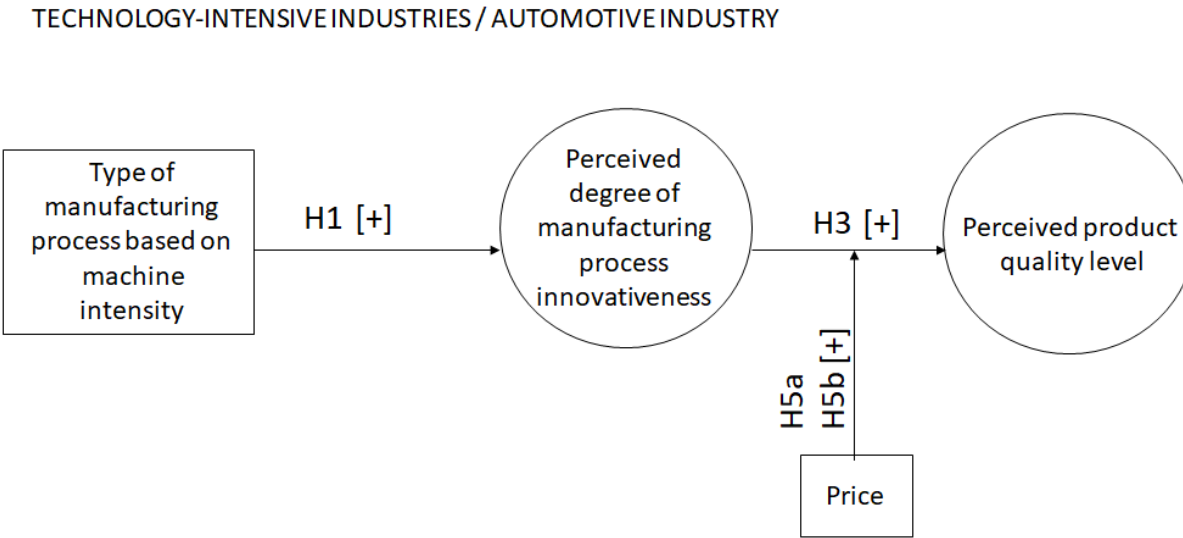 TECHNOLOGY-INTENSIVE INDUSTRIES / AUTOMOTIVE INDUSTRY
Type of
manufacturing
process based on
machine
intensity
H1 [+]
Perceived
degree of
manufacturing
process
innovativeness
H3 [+]
Perceived product
quality level
H5a
H5b [+]
Price